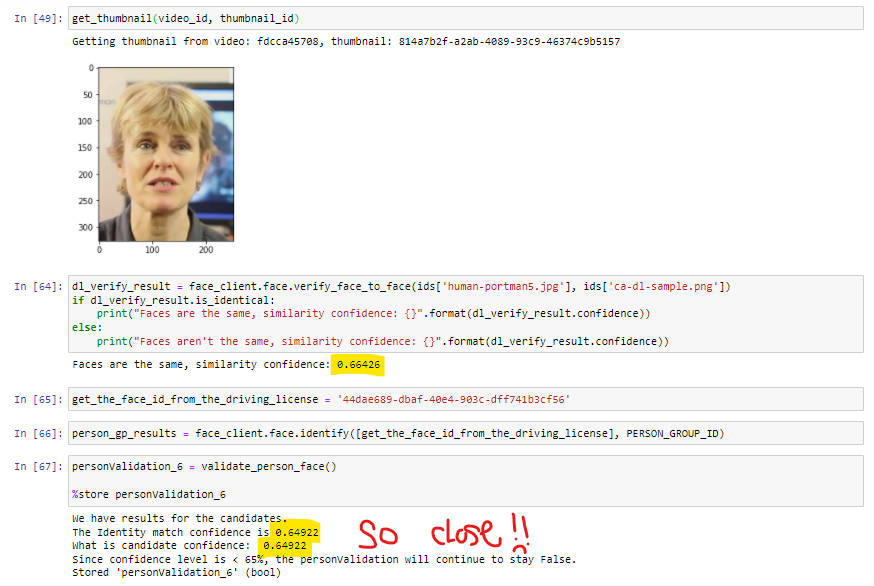 In [49]: get_thumbnail(video_id, thumbnail_id)
Getting thumbnail from video: fdcca45708, thumbnail: 814a7b2f-a2ab-4089-93c9-46374c9b5157
0
50
100
150
200
250
300
man
0 100 200
In [64]: dl_verify_result = face_client.face.verify_face_to_face(ids['human-portman5.jpg'], ids['ca-dl-sample.png'])
if dl_verify_result.is_identical:
print("Faces are the same, similarity confidence: {}".format(dl_verify_result.confidence))
else:
print("Faces aren't the same, similarity confidence: {}".format(dl_verify_result.confidence))
Faces are the same, similarity confidence: 0.66426
In [65]: get_the_face_id_from_the_driving_license = '44dae689-dbaf-40e4-903c-dff741b3cf56'
In [66]: person_gp_results = face_client.face.identify([get_the_face_id_from_the_driving_license], PERSON_GROUP_ID)
In [67]: personValidation_6 = validate_person_face()
%store personValidation_6
We have results for the candidates.
The Identity match confidence is 0.64922
What is candidate confidence: 0.64922
So close!!
Since confidence level is < 65%, the personValidation will continue to stay False.
Stored 'personValidation_6' (bool)